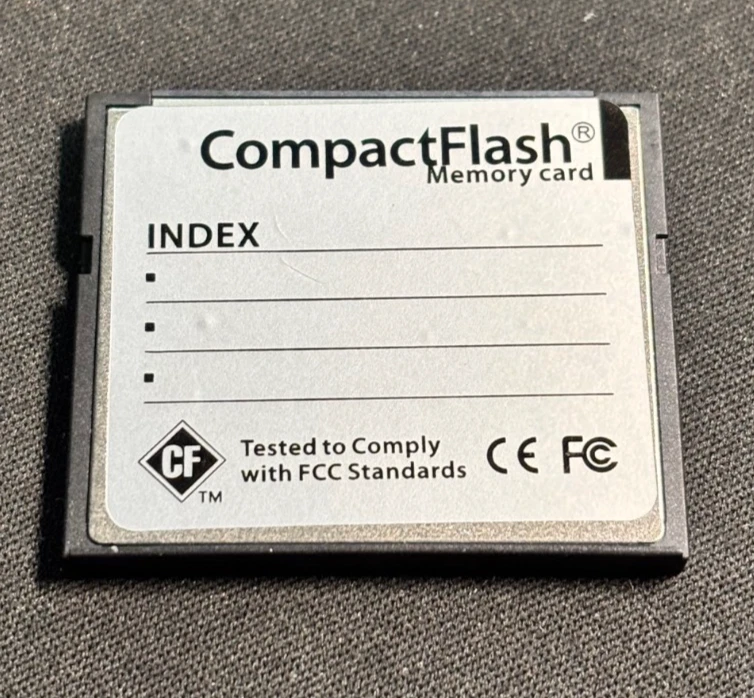 CompactFlash®
Memory card
INDEX
CF
TM
Tested to Comply
with FCC Standards
CE FC